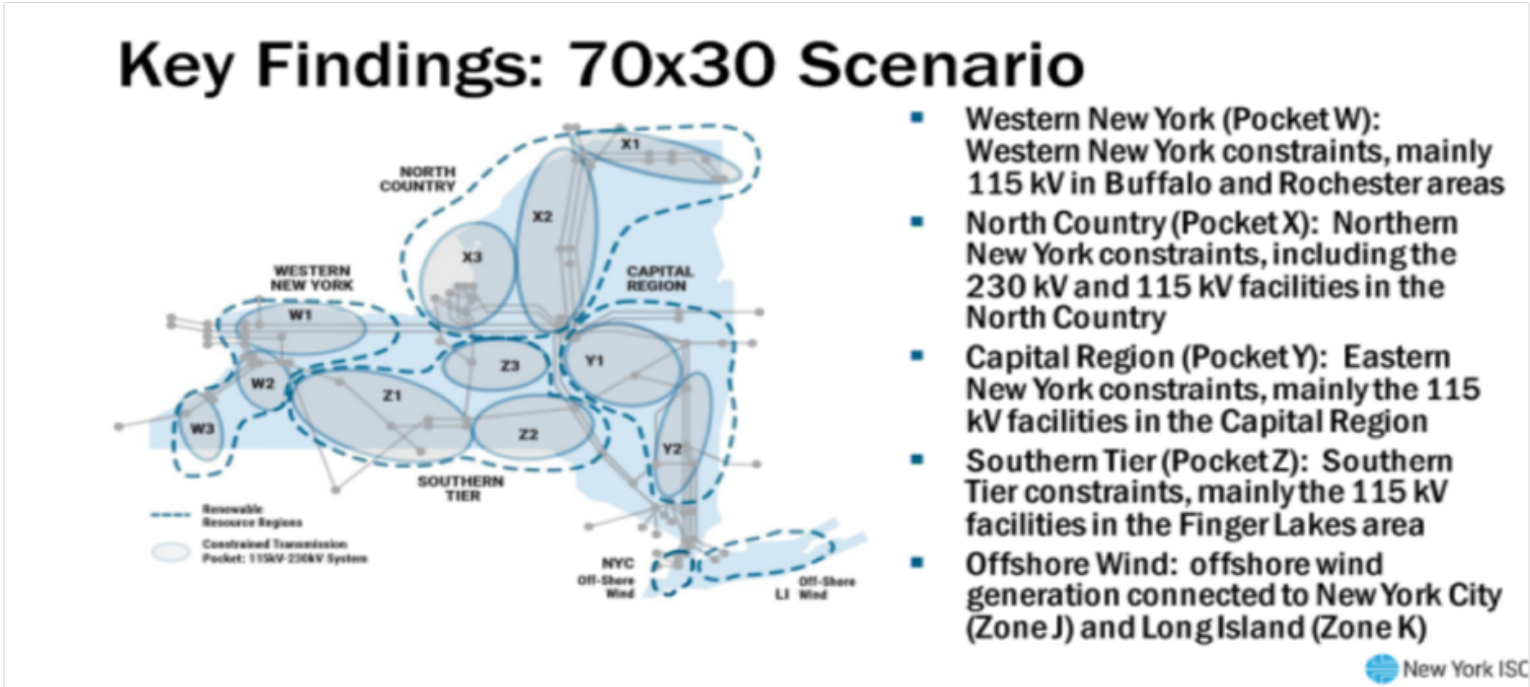 Key Findings: 70x30 Scenario
NORTH
COUNTRY
X1
X2
X3
WESTERN
NEW YORK
CAPITAL
REGION
W1
W2
W3
Z3
Y1
Z1
Z2
Y2
SOUTHERN
TIER
Renewable
Resource Regions
Constrained Transmission
Pocket: 115kV-230kV System
NYC
Off-Shore
Wind
LI
Off-Shore
Wind
Western New York (Pocket W):
Western New York constraints, mainly
115 kV in Buffalo and Rochester areas
North Country (Pocket X): Northern
New York constraints, including the
230 kV and 115 kV facilities in the
North Country
Capital Region (Pocket Y): Eastern
New York constraints, mainly the 115
kV facilities in the Capital Region
Southern Tier (Pocket Z): Southern
Tier constraints, mainly the 115 kV
facilities in the Finger Lakes area
Offshore Wind: offshore wind
generation connected to New York City
(Zone J) and Long Island (Zone K)
New York ISO